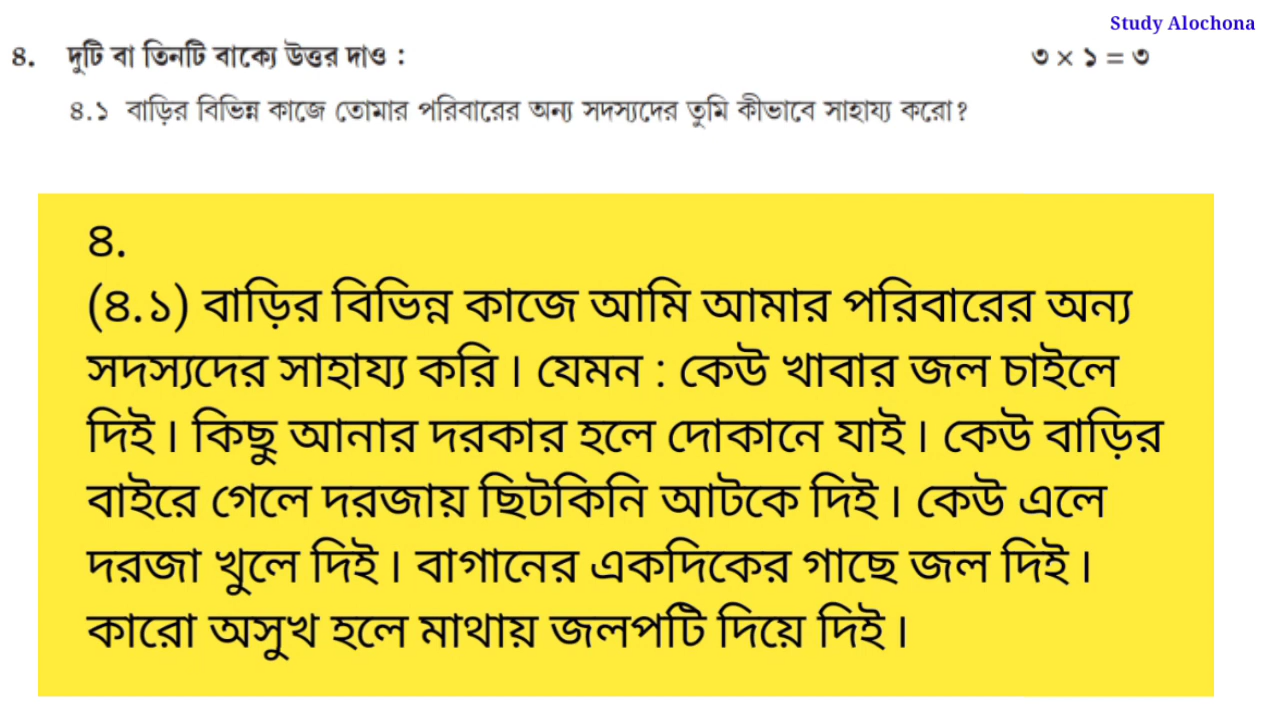 Study Alochona
৪. দুটি বা তিনটি বাক্যে উত্তর দাও : ৩ × ১ = ৩
৪.১ বাড়ির বিভিন্ন কাজে তোমার পরিবারের অন্য সদস্যদের তুমি কীভাবে সাহায্য করো?
৪.
(৪.১) বাড়ির বিভিন্ন কাজে আমি আমার পরিবারের অন্য
সদস্যদের সাহায্য করি । যেমন : কেউ খাবার জল চাইলে
দিই । কিছু আনার দরকার হলে দোকানে যাই । কেউ বাড়ির
বাইরে গেলে দরজায় ছিটকিনি আটকে দিই । কেউ এলে
দরজা খুলে দিই । বাগানের একদিকের গাছে জল দিই ।
কারো অসুখ হলে মাথায় জলপটি দিয়ে দিই ।